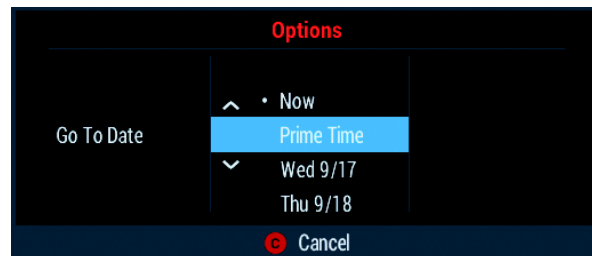 Options
• Now
Go To Date Prime Time
Wed 9/17
Thu 9/18
C Cancel